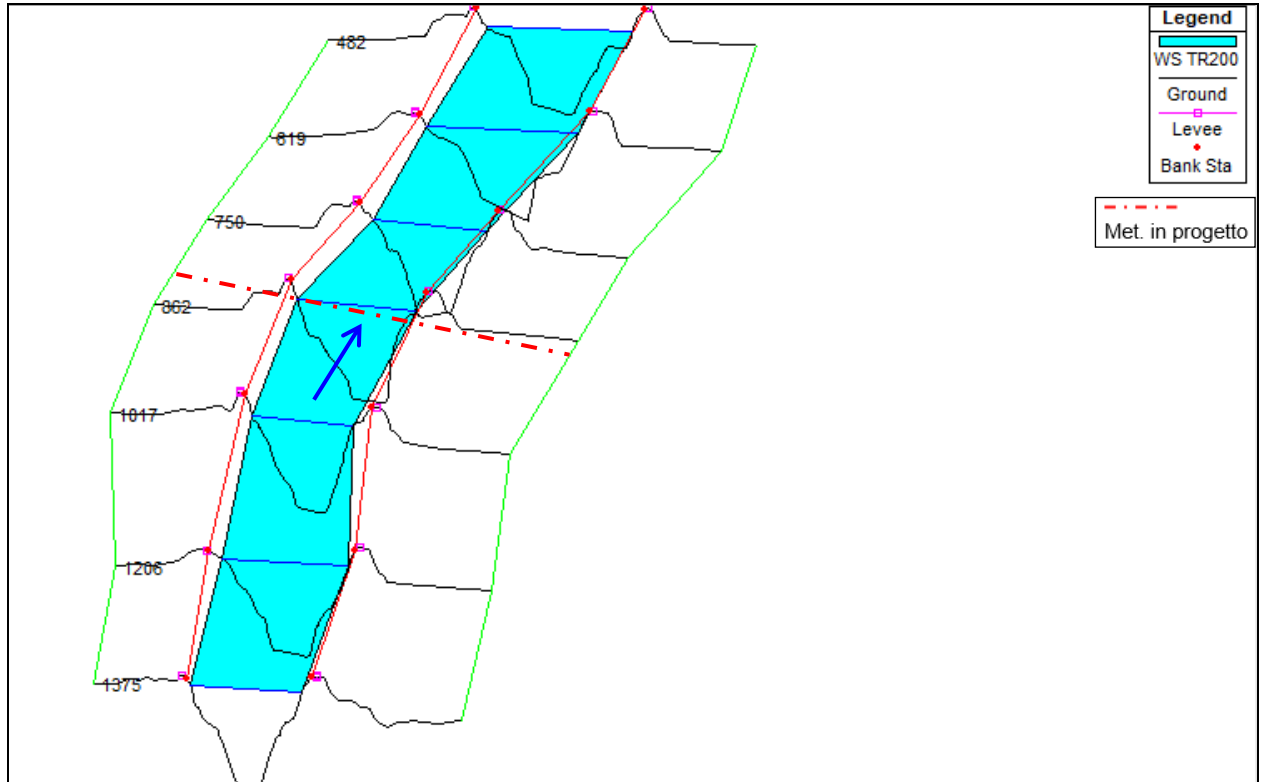 Legend
WS TR200
Ground
Levee
Bank Sta
Met. in progetto
482
619
750
862
1017
1206
1375